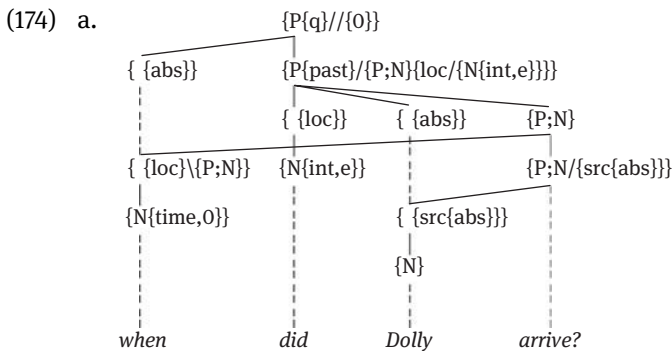 (174) a. {P{q}//{0}}
{ {abs}} {P{past}/{P;N}{loc/{N{int,e}}}}
{ {loc}} { {abs}} {P;N}
{ {loc}\{P;N}} {N{int,e}} {P;N/{src{abs}}}
{N{time,0}} { {src{abs}}}
{N}
when did Dolly arrive?